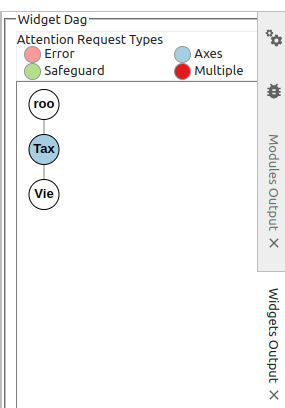 Widget Dag
Attention Request Types
Error
Axes
Safeguard
Multiple
roo
Tax
Vie
Modules Output
Widgets Output